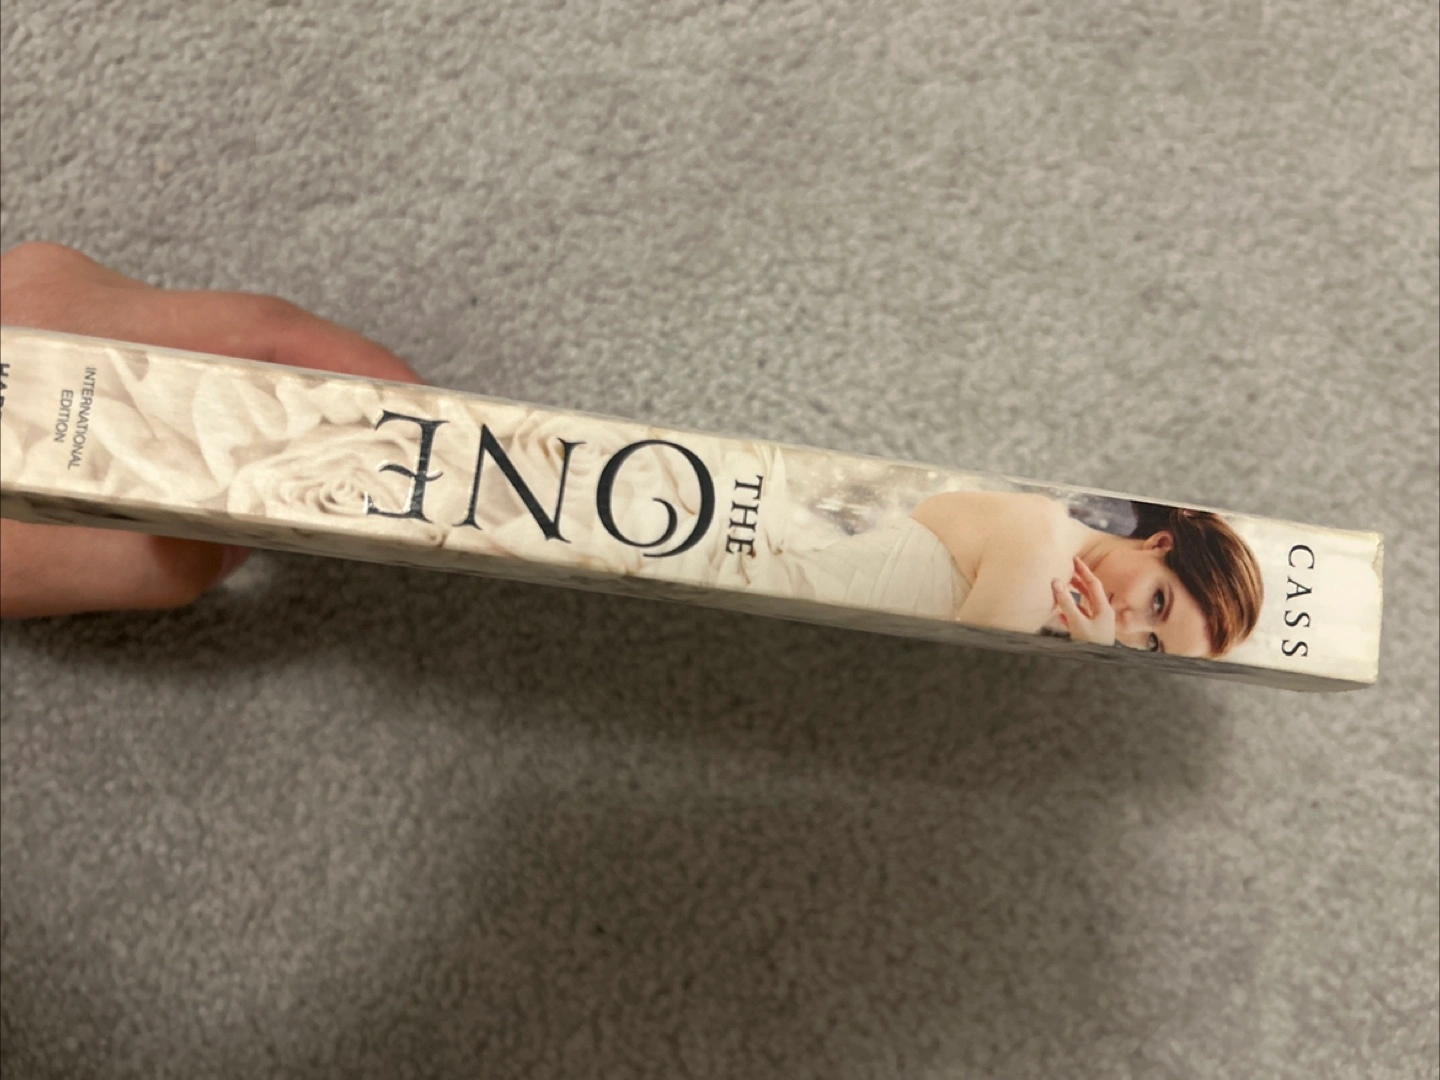 CASS
THE
ONE
INTERNATIONAL
EDITION